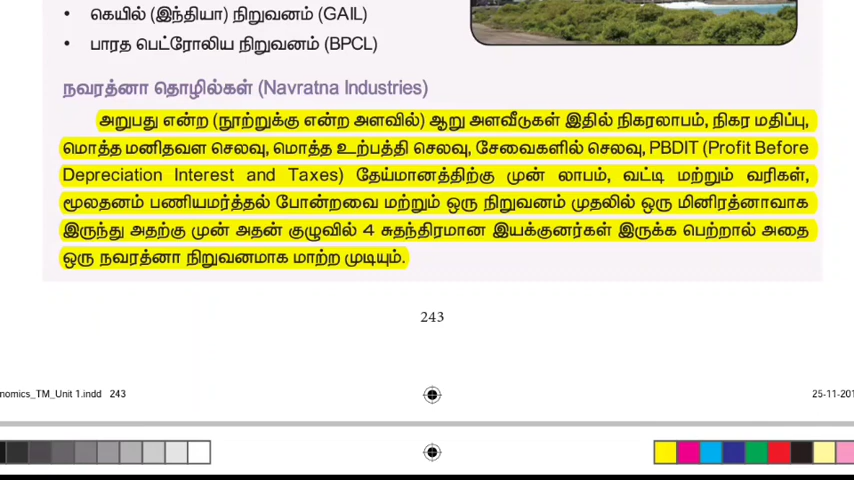 • கெயில் (இந்தியா) நிறுவனம் (GAIL)
• பாரத பெட்ரோலிய நிறுவனம் (BPCL)
நவரத்னா தொழில்கள் (Navratna Industries)
அறுபது என்ற (நூற்றுக்கு என்ற அளவில்) ஆறு அளவீடுகள் இதில் நிகரலாபம், நிகர மதிப்பு,
மொத்த மனிதவள செலவு, மொத்த உற்பத்தி செலவு, சேவைகளில் செலவு, PBDIT (Profit Before
Depreciation Interest and Taxes) தேய்மானத்திற்கு முன் லாபம், வட்டி மற்றும் வரிகள்,
மூலதனம் பணியமர்த்தல் போன்றவை மற்றும் ஒரு நிறுவனம் முதலில் ஒரு மினிரத்னாவாக
இருந்து அதற்கு முன் அதன் குழுவில் 4 சுதந்திரமான இயக்குனர்கள் இருக்க பெற்றால் அதை
ஒரு நவரத்னா நிறுவனமாக மாற்ற முடியும்.
243
nomics_TM_Unit 1.indd 243
25-11-201